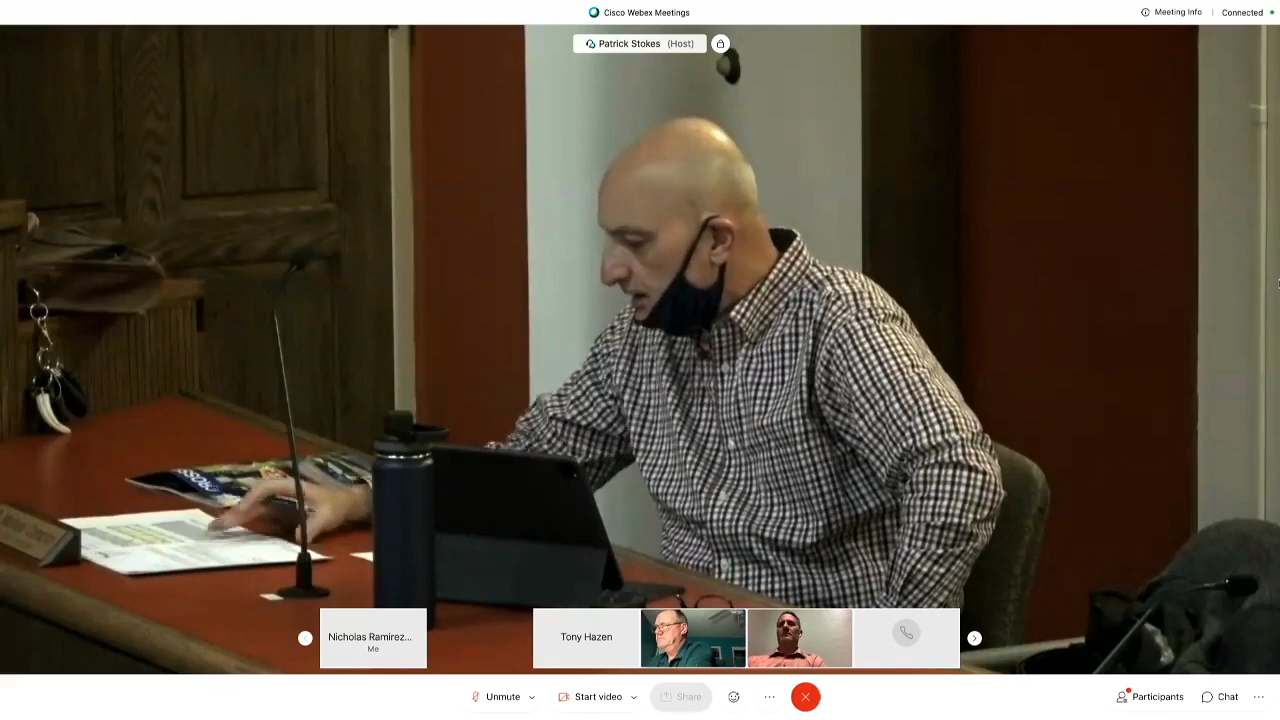 Cisco Webex Meetings
Meeting Info
Connected
Patrick Stokes (Host)
Nicholas Ramirez...
Me
Tony Hazen
Unmute
Start video
Share
Participants
Chat